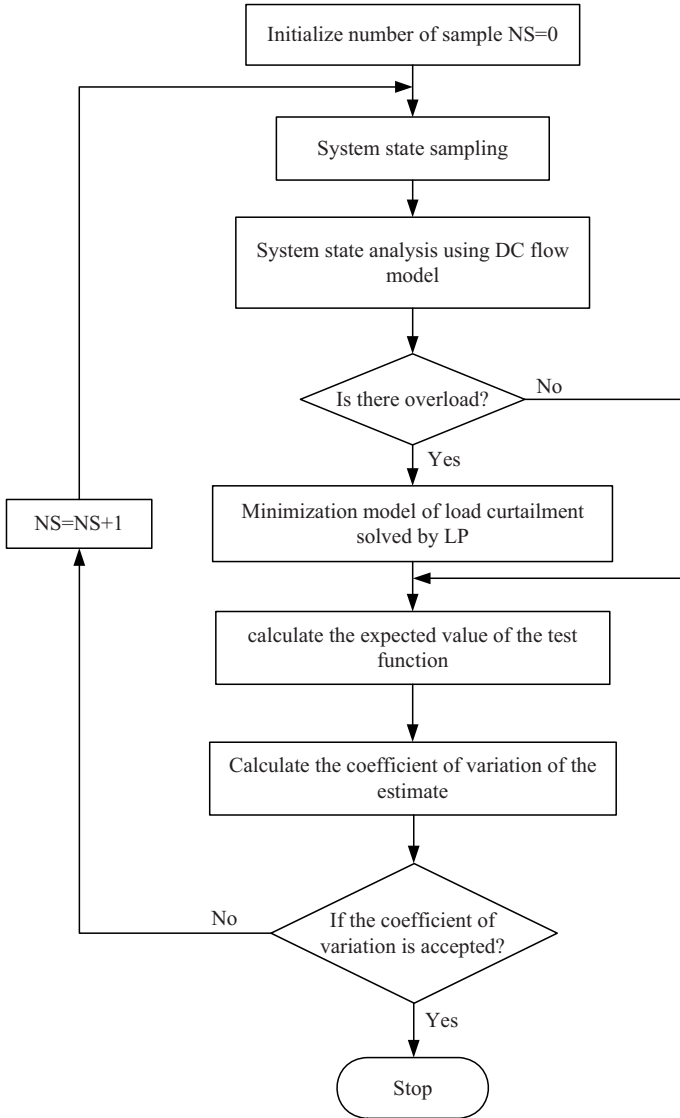 Initialize number of sample NS=0
System state sampling
System state analysis using DC flow
model
Is there overload?
No
Yes
Minimization model of load curtailment
solved by LP
NS=NS+1
calculate the expected value of the test
function
Calculate the coefficient of variation of the
estimate
No
If the coefficient of
variation is accepted?
Yes
Stop